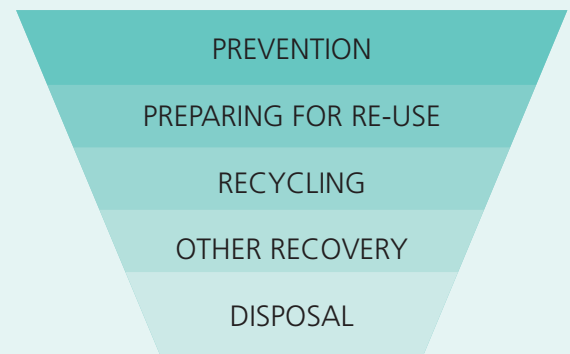 PREVENTION
PREPARING FOR RE-USE
RECYCLING
OTHER RECOVERY
DISPOSAL